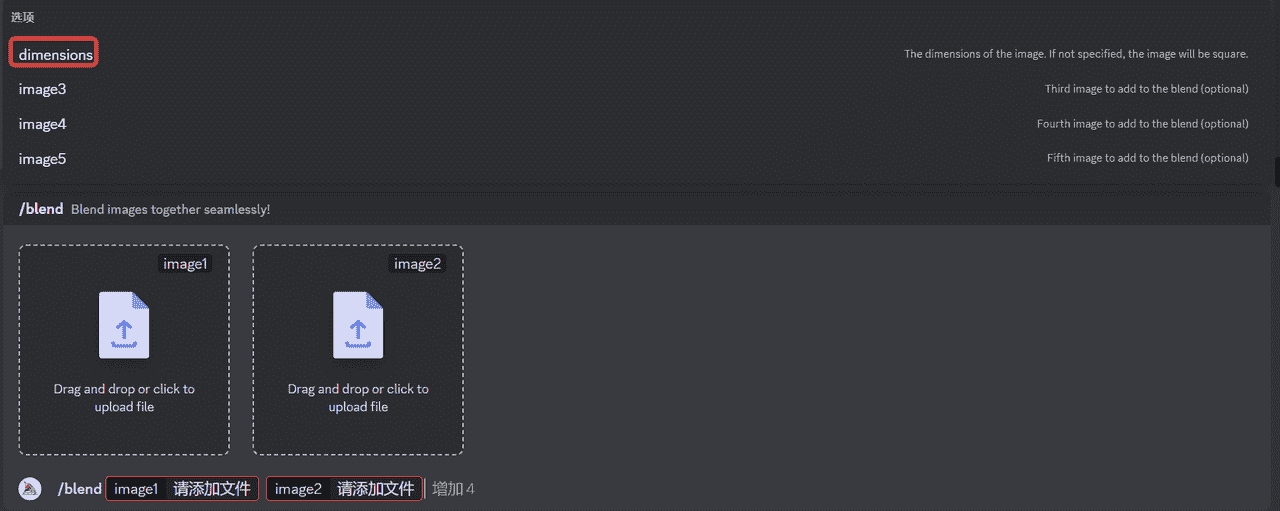 选项
dimensions The dimensions of the image. If not specified, the image will be square.
image3 Third image to add to the blend (optional)
image4 Fourth image to add to the blend (optional)
image5 Fifth image to add to the blend (optional)
/blend Blend images together seamlessly!
image1
Drag and drop or click to
upload file
image2
Drag and drop or click to
upload file
/blend image1 请添加文件 image2 请添加文件 增加 4